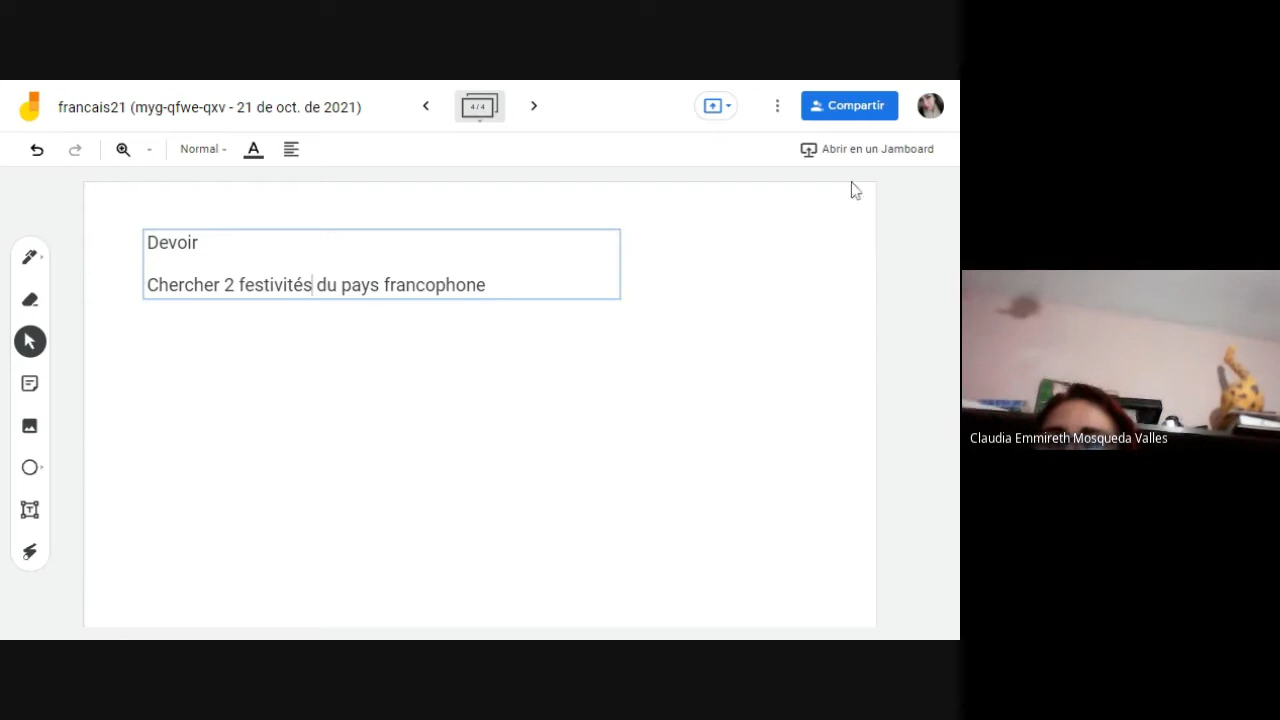 francais21 (myg-qfwe-qxv - 21 de oct. de 2021)
4/4
Compartir
Normal
A
Abrir en un Jamboard
Devoir
Chercher 2 festivités du pays francophone
T
Claudia Emmireth Mosqueda Valles